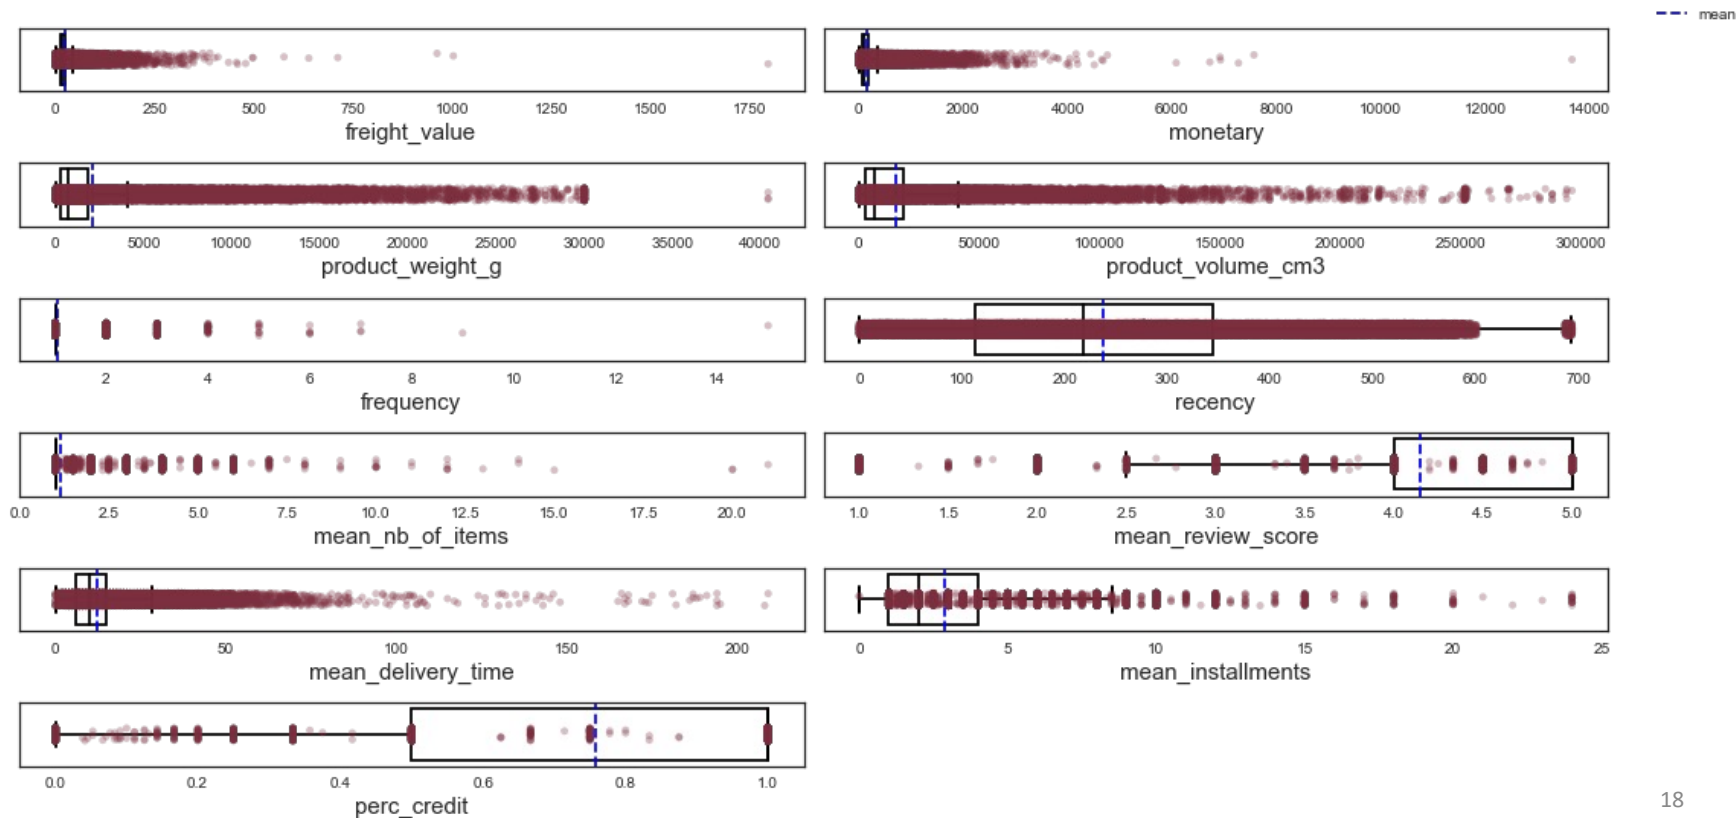 mean
0 250 500 750 1000 1250 1500 1750
freight_value
0 2000 4000 6000 8000 10000 12000 14000
monetary
0 5000 10000 15000 20000 25000 30000 35000 40000
product_weight_g
0 50000 100000 150000 200000 250000 300000
product_volume_cm3
2 4 6 8 10 12 14
frequency
0 100 200 300 400 500 600 700
recency
0.0 2.5 5.0 7.5 10.0 12.5 15.0 17.5 20.0
mean_nb_of_items
1.0 1.5 2.0 2.5 3.0 3.5 4.0 4.5 5.0
mean_review_score
0 50 100 150 200
mean_delivery_time
0 5 10 15 20 25
mean_installments
0.0 0.2 0.4 0.6 0.8 1.0
perc_credit
18